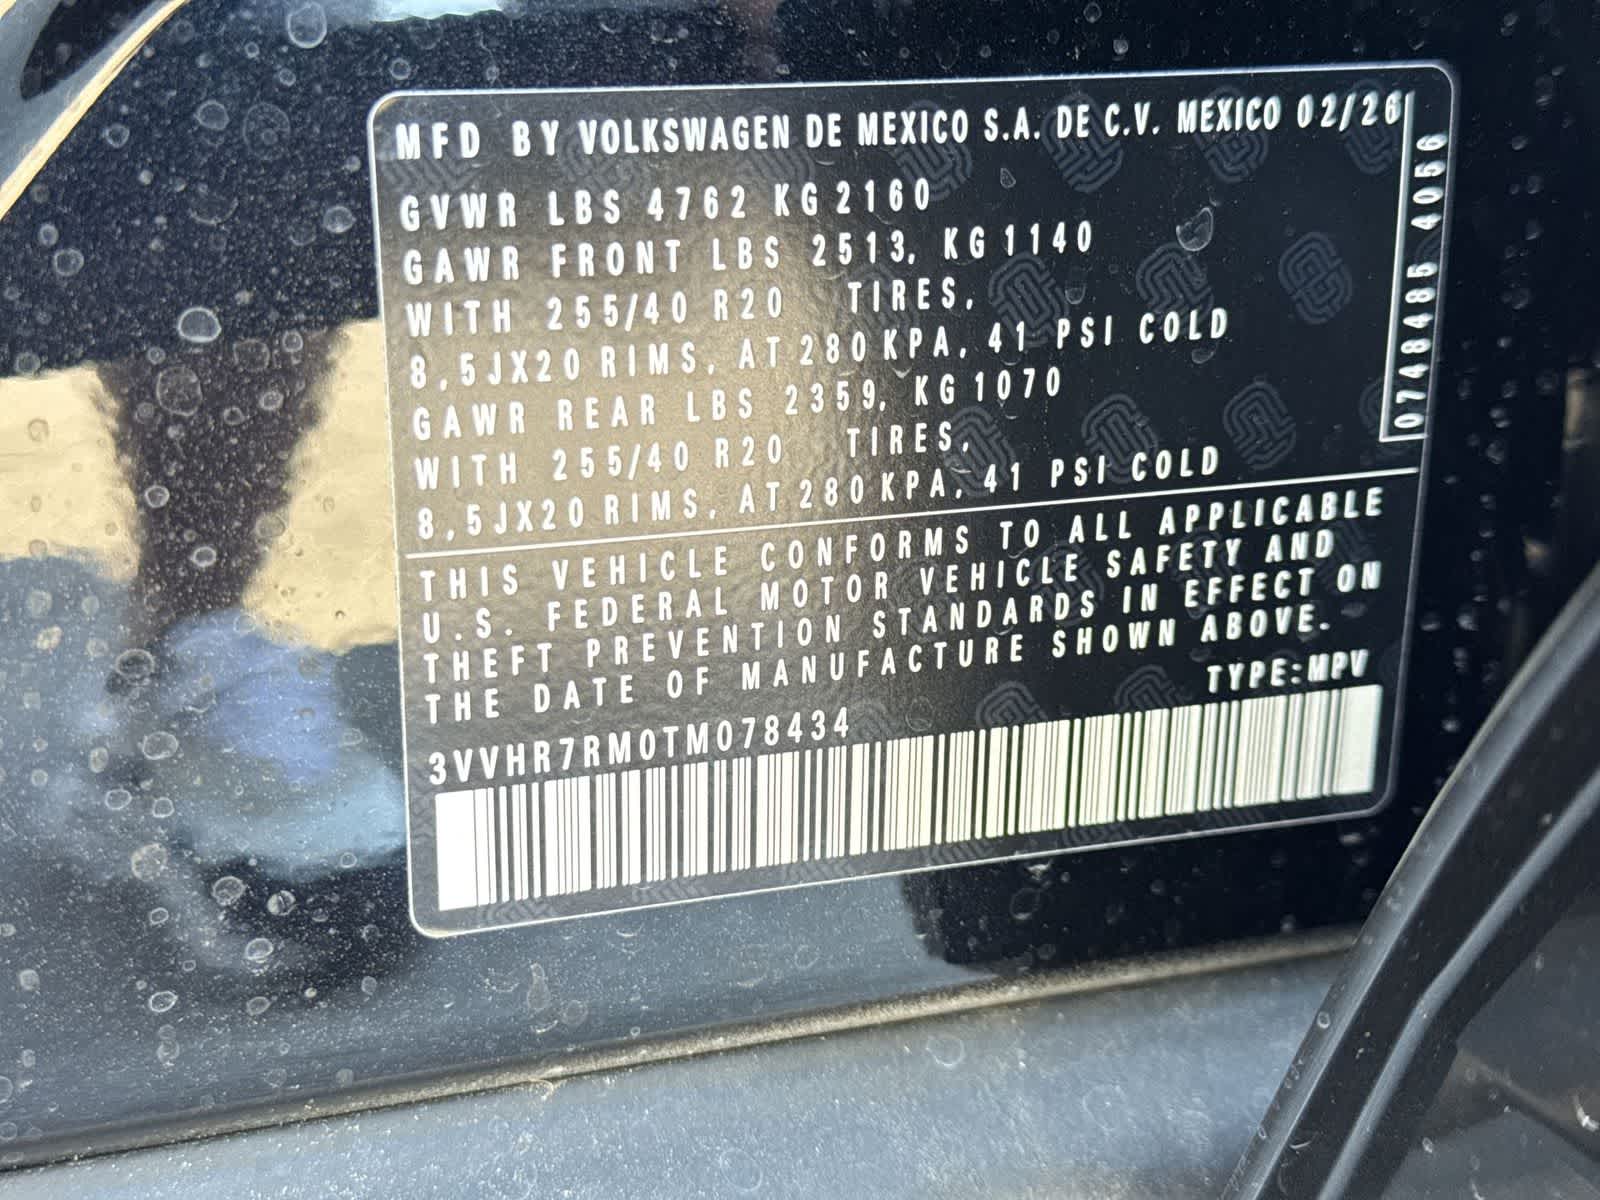 MFD BY VOLKSWAGEN DE MEXICO S.A. DE C.V. MEXICO 02/26
GVWR LBS 4762 KG 2160
GAWR FRONT LBS 2513, KG 1140
WITH 255/40 R20 TIRES,
8,5JX20 RIMS, AT 280 KPA, 41 PSI COLD
GAWR REAR LBS 2359, KG 1070
WITH 255/40 R20 TIRES,
8,5JX20 RIMS, AT 280 KPA, 41 PSI COLD
0748485 4056
THIS VEHICLE CONFORMS TO ALL APPLICABLE
U.S. FEDERAL MOTOR VEHICLE SAFETY AND
THEFT PREVENTION STANDARDS IN EFFECT ON
THE DATE OF MANUFACTURE SHOWN ABOVE.
TYPE:MPV
3VVHR7RM0TM078434